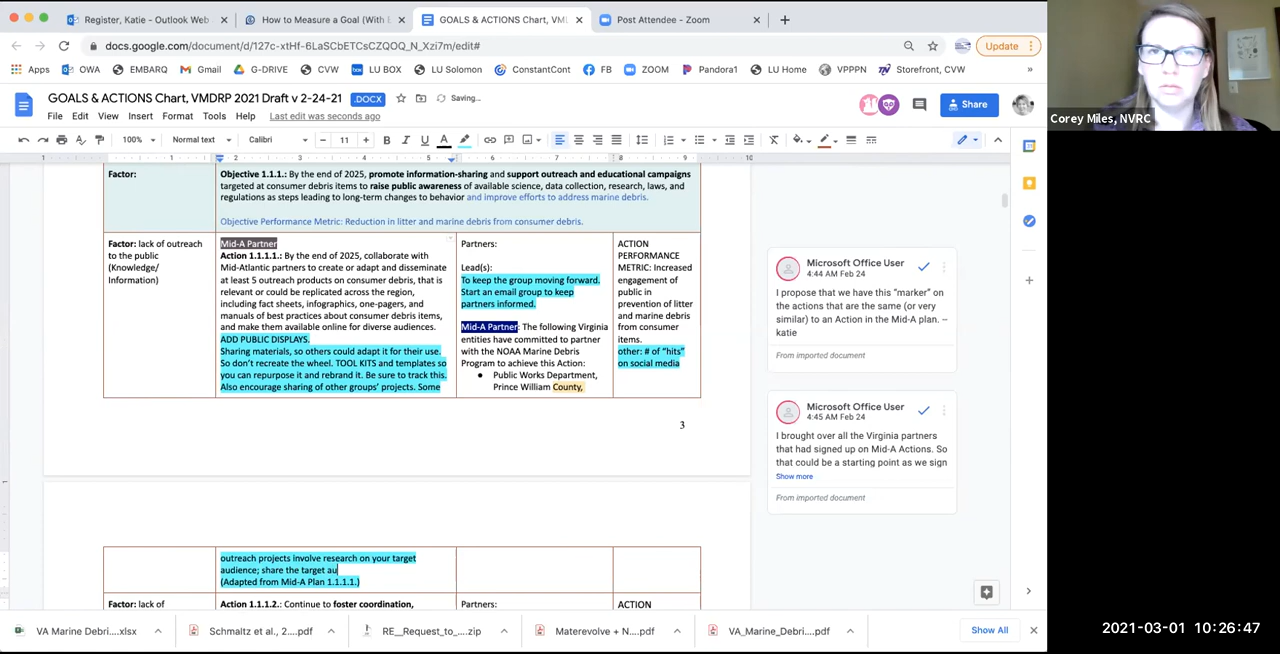 Register, Katie - Outlook Web
How to Measure a Goal (With E
GOALS & ACTIONS Chart, VML
Post Attendee - Zoom
docs.google.com/document/d/127c-xtHf-6LaSCbETCsCZQOQ_N_Xzi7m/edit#
Update
Apps OWA EMBARQ Gmail G-DRIVE CVW LU BOX LU Solomon ConstantCont FB ZOOM Pandora1 LU Home VPPPN Storefront, CVW »
GOALS & ACTIONS Chart, VMDRP 2021 Draft v 2-24-21 .DOCX Saving...
File Edit View Insert Format Tools Help Last edit was seconds ago
Share
100% Normal text Calibri 11 B I U A
1 2 3 4 5 6 7 8 9 10
Factor:
Objective 1.1.1.: By the end of 2025, promote information-sharing and support outreach and educational campaigns
targeted at consumer debris items to raise public awareness of available science, data collection, research, laws, and
regulations as steps leading to long-term changes to behavior and improve efforts to address marine debris.
Objective Performance Metric: Reduction in litter and marine debris from consumer debris.
Factor: lack of outreach
to the public
(Knowledge/
Information)
Mid-A Partner
Action 1.1.1.1.: By the end of 2025, collaborate with
Mid-Atlantic partners to create or adapt and disseminate
at least 5 outreach products on consumer debris, that is
relevant or could be replicated across the region,
including fact sheets, infographics, one-pagers, and
manuals of best practices about consumer debris items,
and make them available online for diverse audiences.
ADD PUBLIC DISPLAYS.
Sharing materials, so others could adapt it for their use.
So don't recreate the wheel. TOOL KITS and templates so
you can repurpose it and rebrand it. Be sure to track this.
Also encourage sharing of other groups' projects. Some
Partners:
Lead(s):
To keep the group moving forward.
Start an email group to keep
partners informed.
Mid-A Partner: The following Virginia
entities have committed to partner
with the NOAA Marine Debris
Program to achieve this Action:
● Public Works Department,
Prince William County,
ACTION
PERFORMANCE
METRIC: Increased
engagement of
public in
prevention of litter
and marine debris
from consumer
items.
other: # of "hits"
on social media
3
outreach projects involve research on your target
audience; share the target au
(Adapted from Mid-A Plan 1.1.1.1.)
Factor: lack of
Action 1.1.1.2.: Continue to foster coordination,
Partners:
ACTION
Microsoft Office User
4:44 AM Feb 24
I propose that we have this "marker" on
the actions that are the same (or very
similar) to an Action in the Mid-A plan. --
katie
From imported document
Microsoft Office User
4:45 AM Feb 24
I brought over all the Virginia partners
that had signed up on Mid-A Actions. So
that could be a starting point as we sign
Show more
From imported document
VA Marine Debri....xlsx
Schmaltz et al., 2....pdf
RE__Request_to_....zip
Materevolve + N....pdf
VA_Marine_Debri....pdf
Show All
Corey Miles, NVRC
2021-03-01 10:26:47